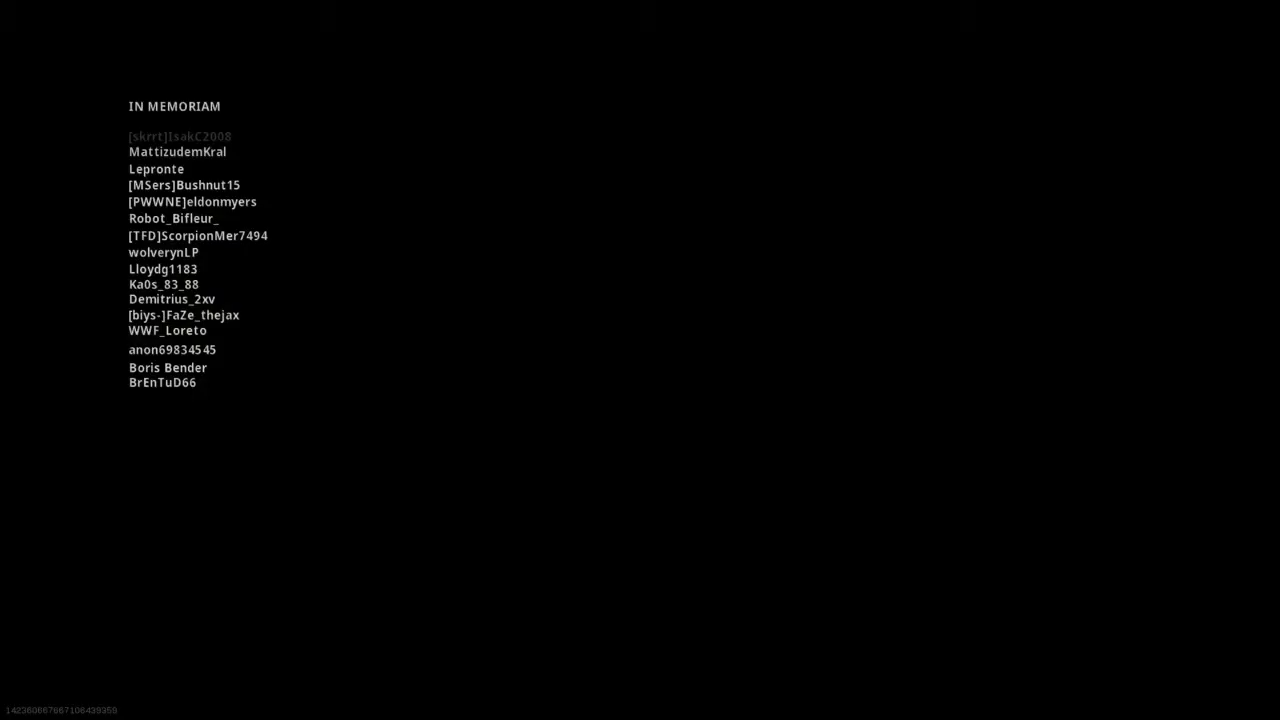 IN MEMORIAM
[skrrt]IsakC2008
MattizudemKral
Lepronte
[MSers]Bushnut15
[PWWNE]eldonmyers
Robot_Bifleur_
[TFD]ScorpionMer7494
wolverynLP
Lloydg1183
Ka0s_83_88
Demitrius_2xv
[biys-]FaZe_thejax
WWF_Loreto
anon69834545
Boris Bender
BrEnTuD66